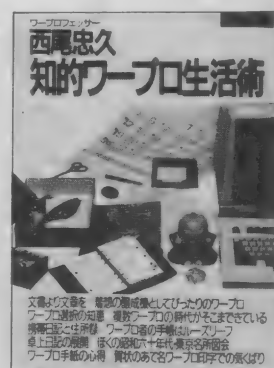 ワープロフェッサー
西尾忠久
知的ワープロ生活術
文書より文章を 着想の醸成機としてぴったりのワープロ
ワープロ選択の知恵 複数ワープロの時代がそこまできている
携帯日記と住所録 ワープロ者の手帳はルーズリーフ
卓上日記の展開 ぼくの昭和六十年代・東京名所図会
ワープロ手紙の心得 賀状のあて名ワープロ印字での気くばり